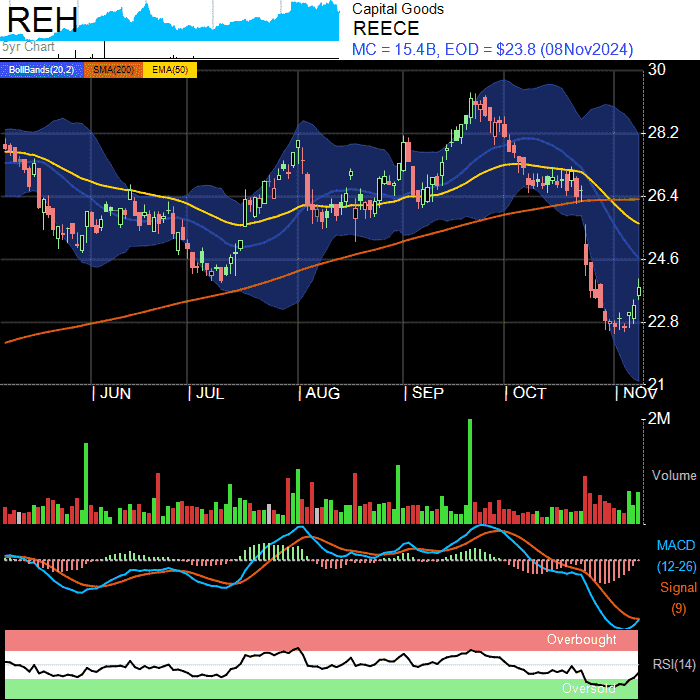 REH
5yr Chart
Capital Goods
REECE
MC = 15.4B, EOD = $23.8 (08Nov2024)
BollBands(20,2) SMA(200) EMA(50)
30
28.2
26.4
24.6
22.8
21
| JUN | JUL | AUG | SEP | OCT | NOV
2M
Volume
MACD
(12-26)
Signal
(9)
Overbought
RSI(14)
Oversold